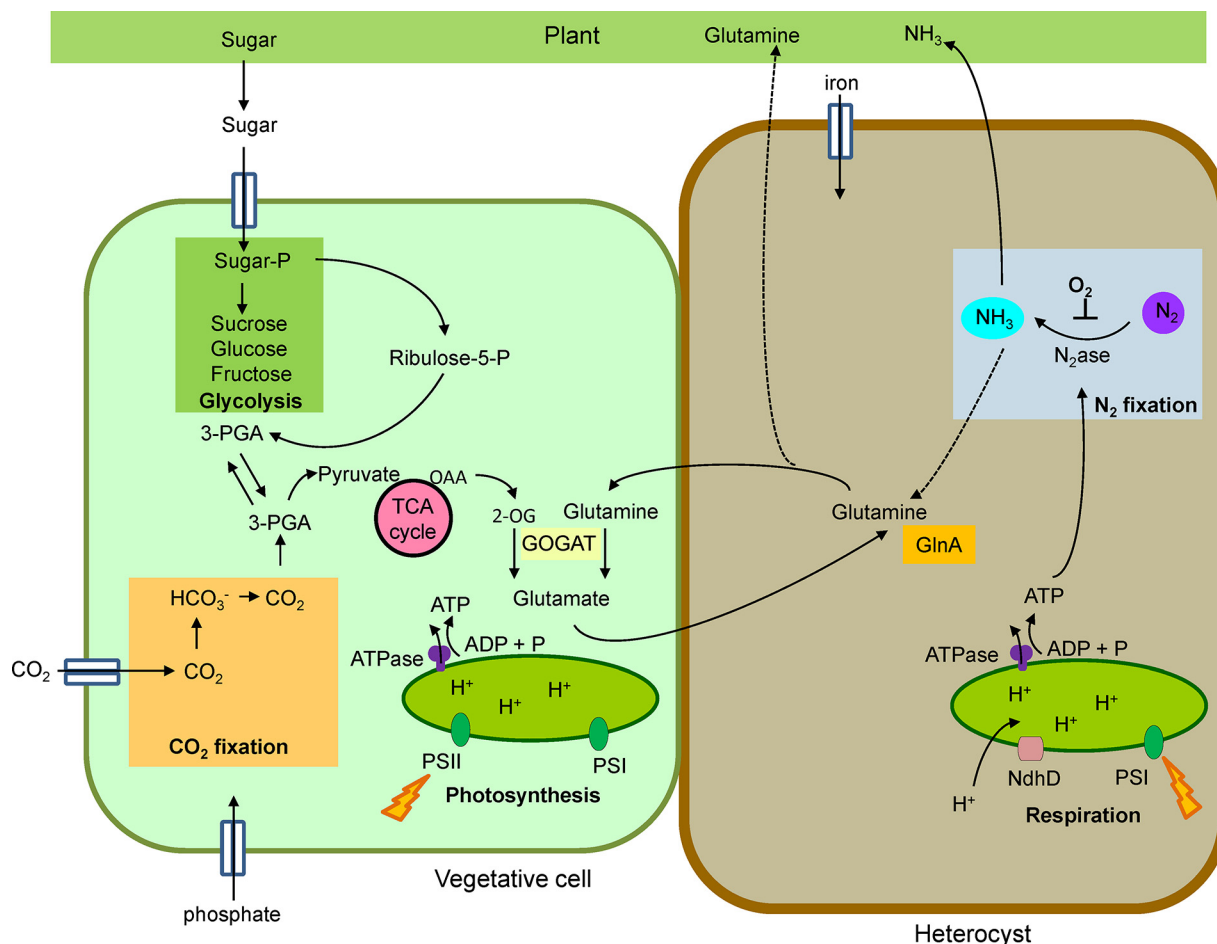 Sugar
Plant
Glutamine
NH₃
iron
Sugar
Sugar-P
Sucrose
Glucose
Fructose
Glycolysis
Ribulose-5-P
3-PGA
3-PGA
Pyruvate
OAA
TCA
cycle
2-OG
Glutamine
GOGAT
Glutamate
HCO₃⁻
CO₂
CO₂
CO₂
CO₂ fixation
ATP
ADP + P
ATPase
H⁺
H⁺
H⁺
PSII
PSI
Photosynthesis
phosphate
Vegetative cell
O₂
NH₃
N₂
N₂ase
N₂ fixation
Glutamine
GlnA
ATP
ADP + P
ATPase
H⁺
H⁺
H⁺
H⁺
NdhD
PSI
Respiration
Heterocyst